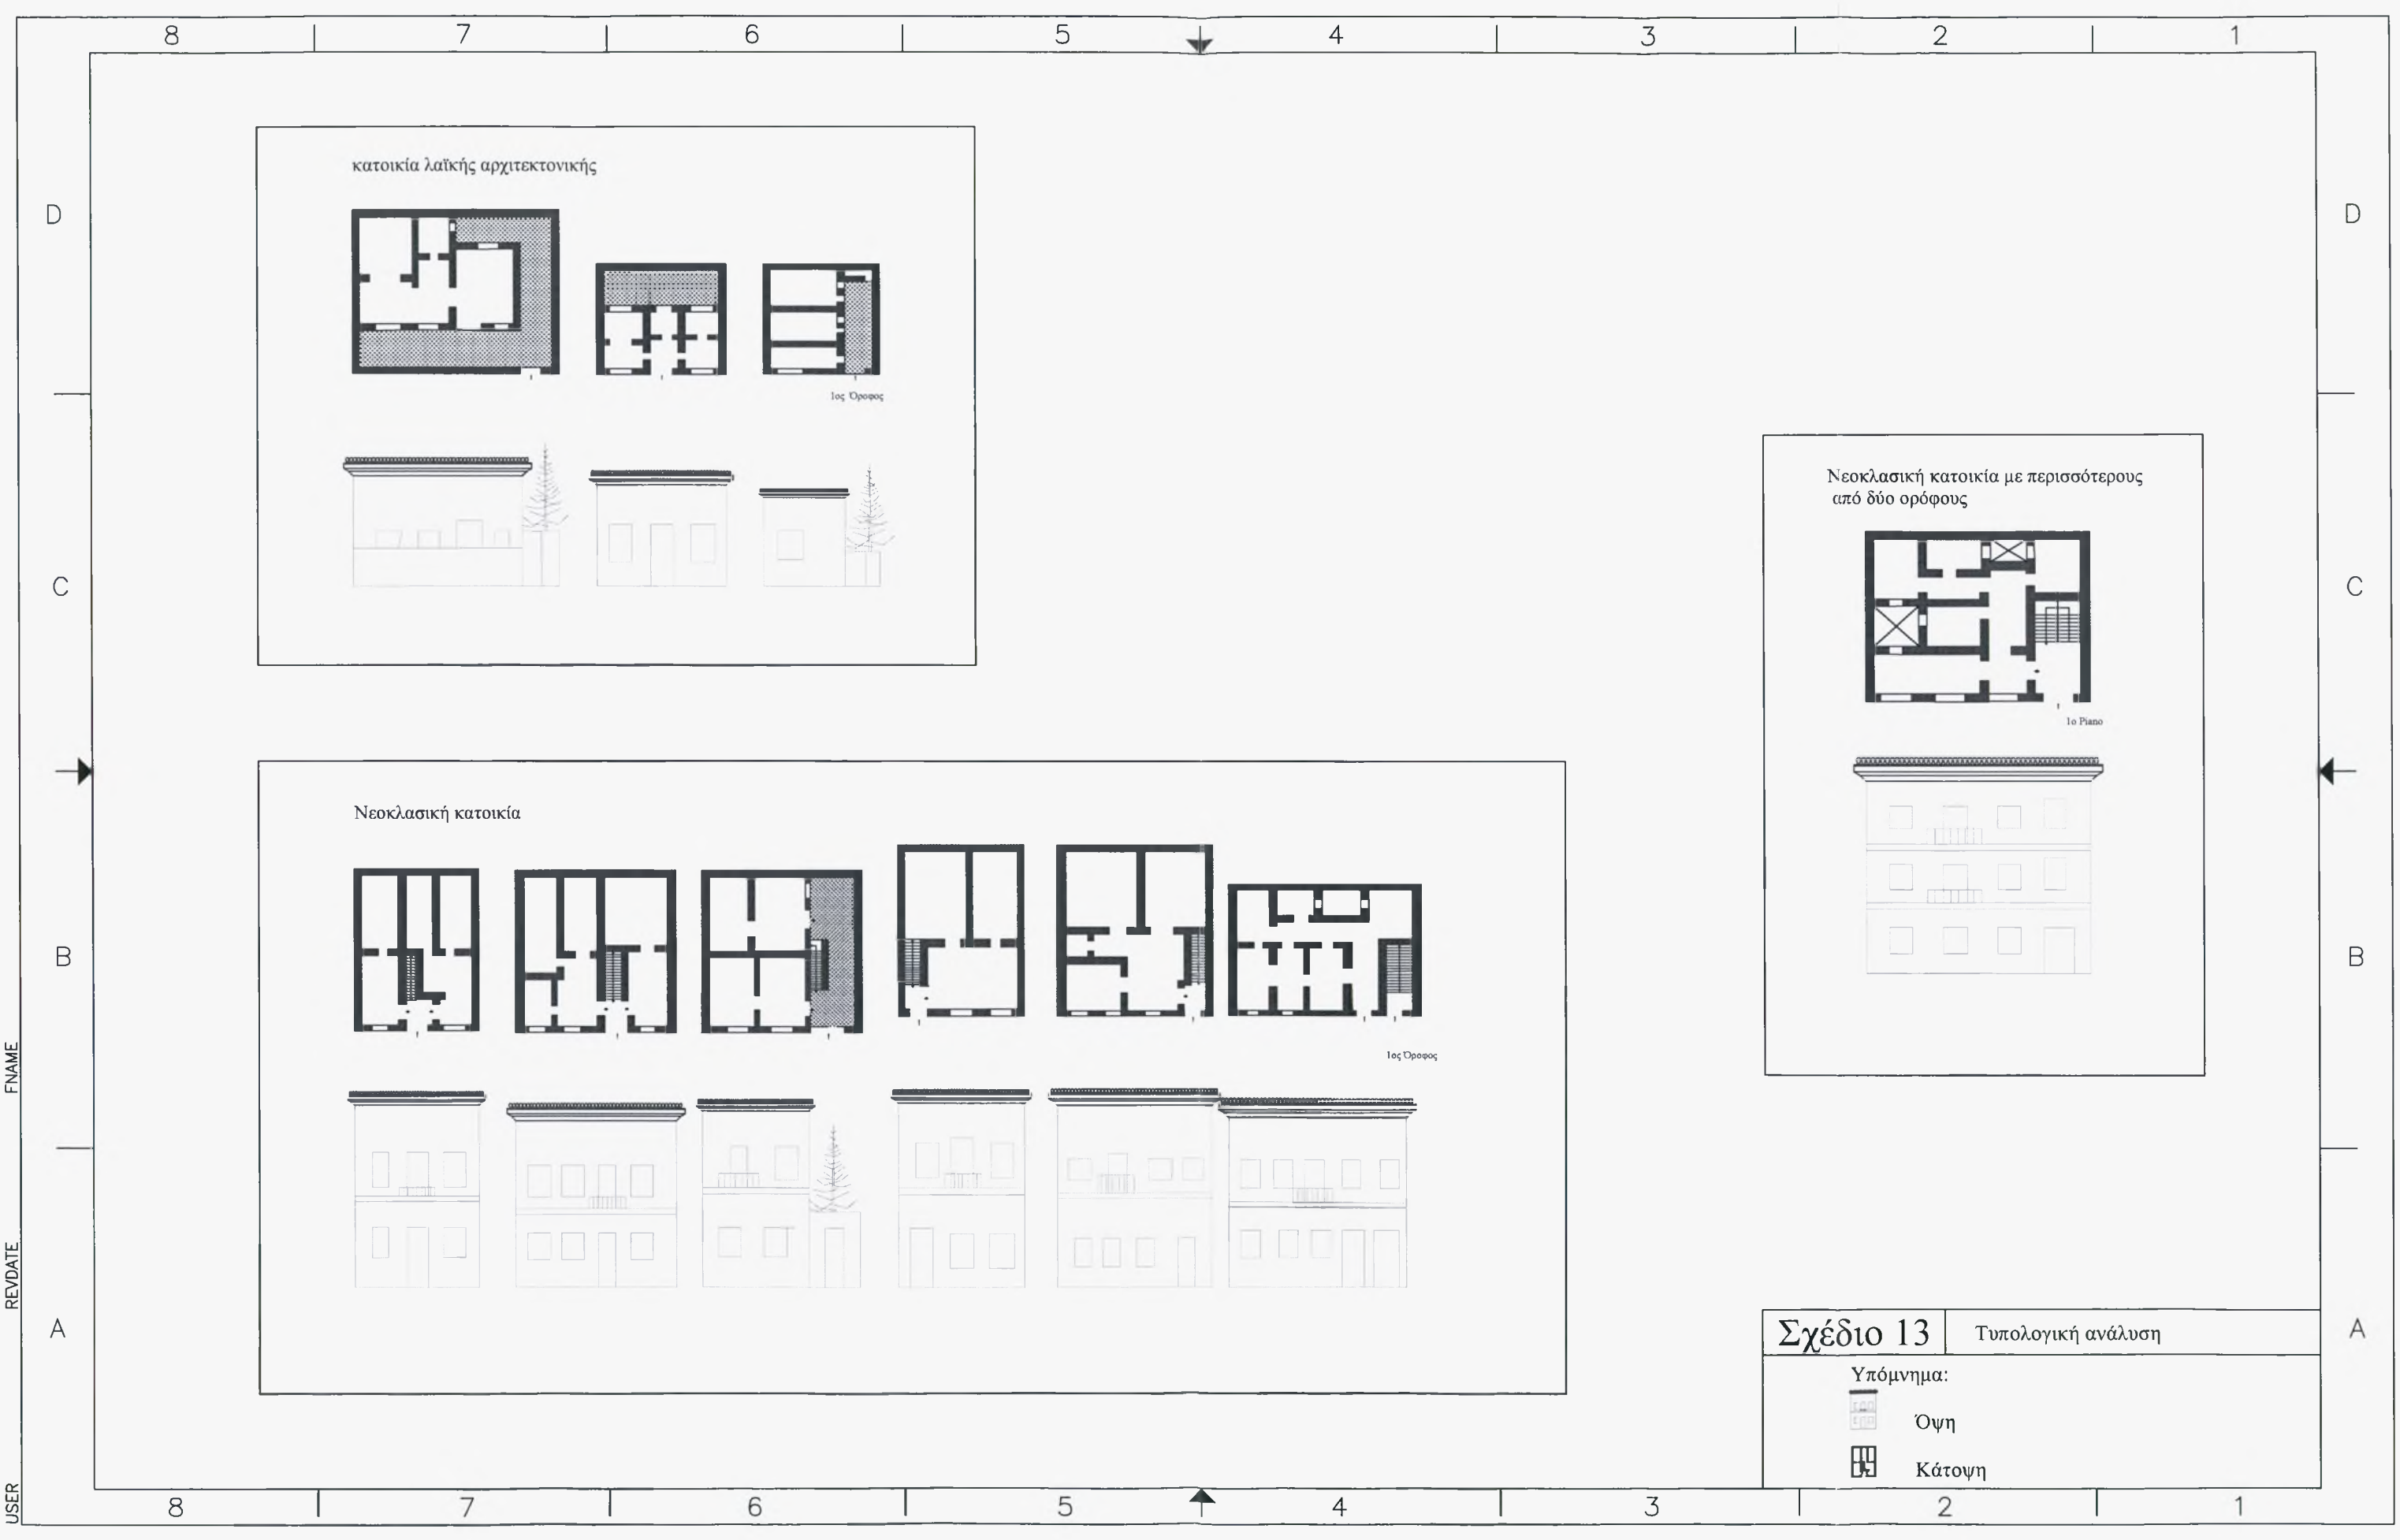 8 7 6 5 4 3 2 1
κατοικία λαϊκής αρχιτεκτονικής
D D
1ος Όροφος
Νεοκλασική κατοικία με περισσότερους
από δύο ορόφους
C C
1o Piano
Νεοκλασική κατοικία
B B
1ος Όροφος
FNAME
REVDATE
USER
A A
Σχέδιο 13 Τυπολογική ανάλυση
Υπόμνημα:
Όψη
Κάτοψη
8 7 6 5 4 3 2 1